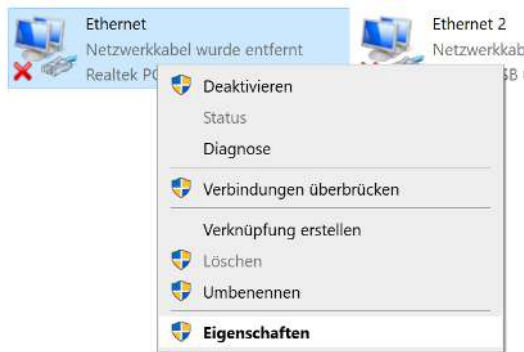 Ethernet
Netzwerkkabel wurde entfernt
Realtek
Ethernet 2
Deaktivieren
Status
Diagnose
Verbindungen überbrücken
Verknüpfung erstellen
Löschen
Umbenennen
Eigenschaften